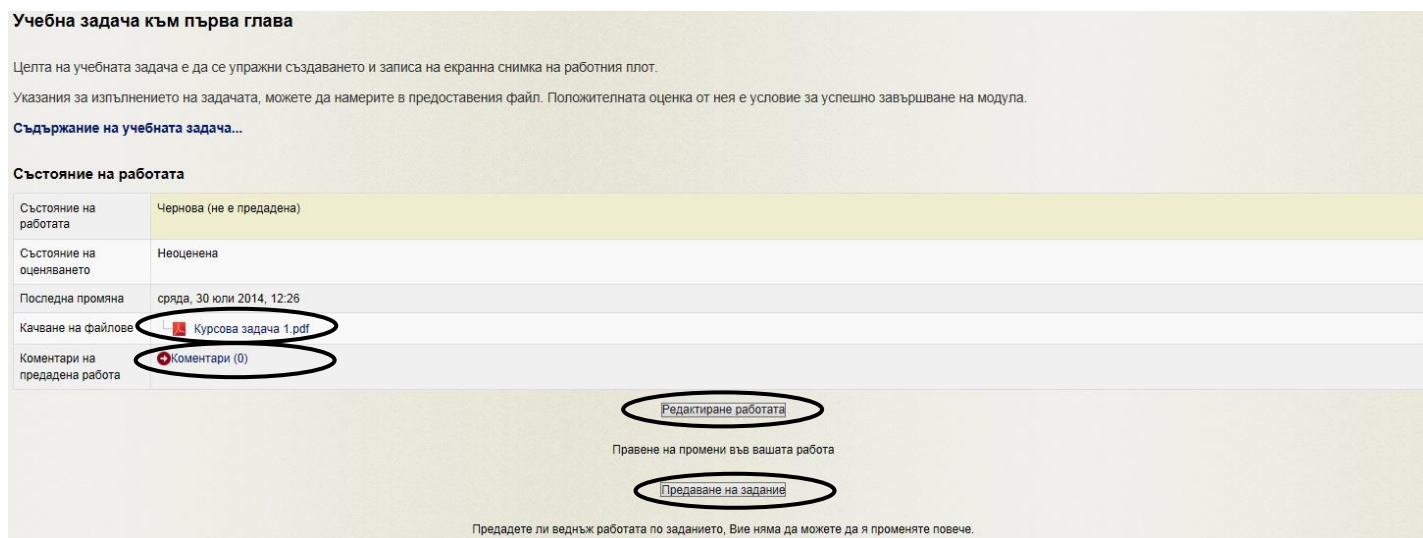 Учебна задача към първа глава
Целта на учебната задача е да се упражни създаването и записа на екранна снимка на работния плот.
Указания за изпълнението на задачата, можете да намерите в предоставения файл. Положителната оценка от нея е условие за успешно завършване на модула.
Съдържание на учебната задача...
Състояние на работата
Състояние на работата
Чернова (не е предадена)
Състояние на оценяването
Неоценена
Последна промяна
сряда, 30 юли 2014, 12:26
Качване на файлове
Курсова задача 1.pdf
Коментари на предадена работа
Коментари (0)
Редактиране работата
Правене на промени във вашата работа
Предаване на задание
Предадете ли веднъж работата по заданието, Вие няма да можете да я променяте повече.